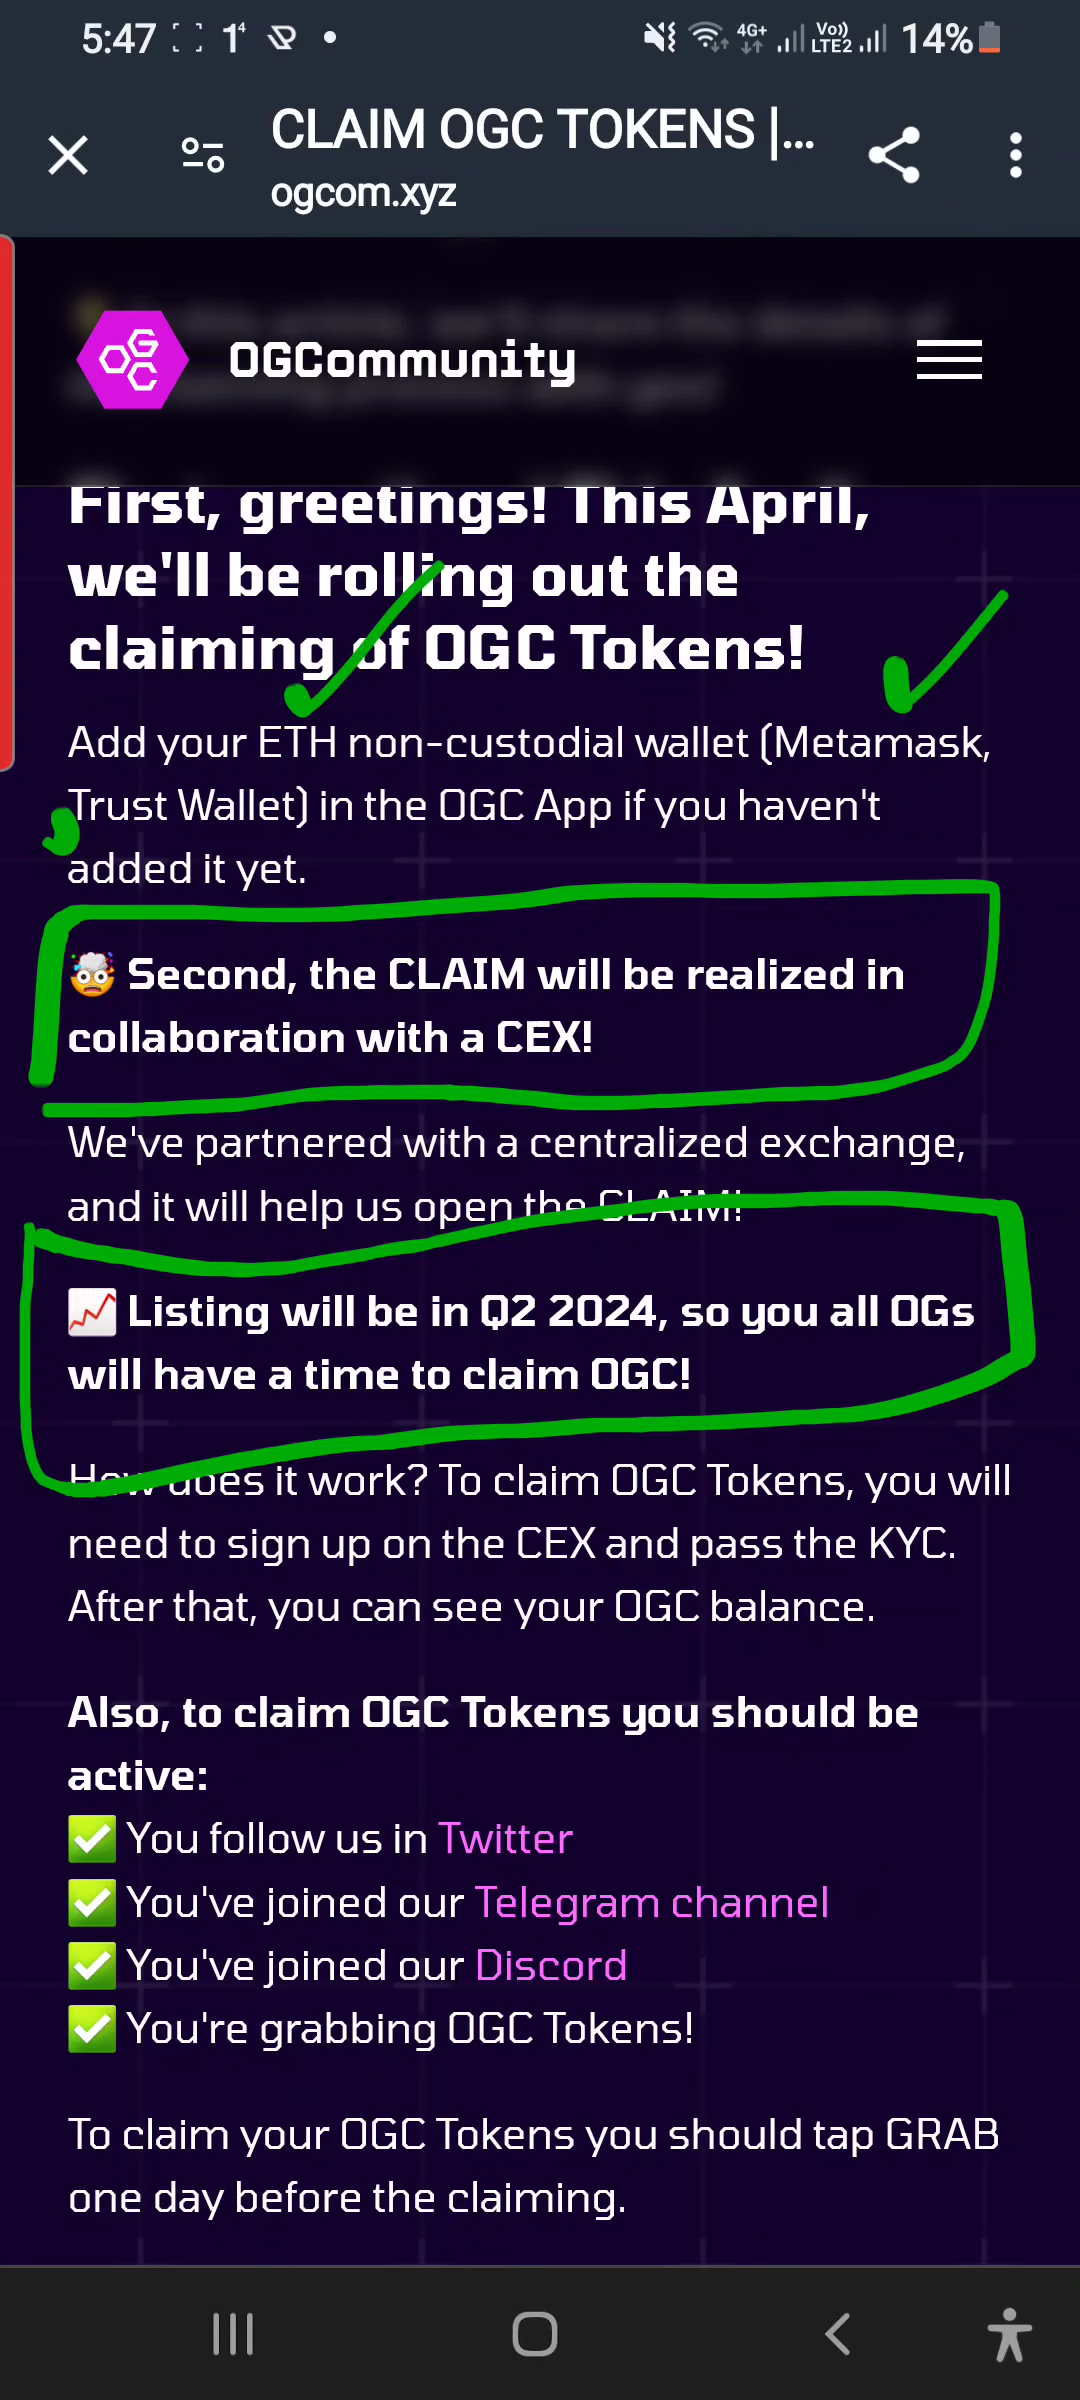 5:47
4G+
Vo))
LTE2
14%
CLAIM OGC TOKENS |...
ogcom.xyz
OGCommunity
First, greetings! This April,
we'll be rolling out the
claiming of OGC Tokens!
Add your ETH non-custodial wallet (Metamask,
Trust Wallet) in the OGC App if you haven't
added it yet.
🤯 Second, the CLAIM will be realized in
collaboration with a CEX!
We've partnered with a centralized exchange,
and it will help us open the CLAIM!
📈 Listing will be in Q2 2024, so you all OGs
will have a time to claim OGC!
How does it work? To claim OGC Tokens, you will
need to sign up on the CEX and pass the KYC.
After that, you can see your OGC balance.
Also, to claim OGC Tokens you should be
active:
✅ You follow us in Twitter
✅ You've joined our Telegram channel
✅ You've joined our Discord
✅ You're grabbing OGC Tokens!
To claim your OGC Tokens you should tap GRAB
one day before the claiming.